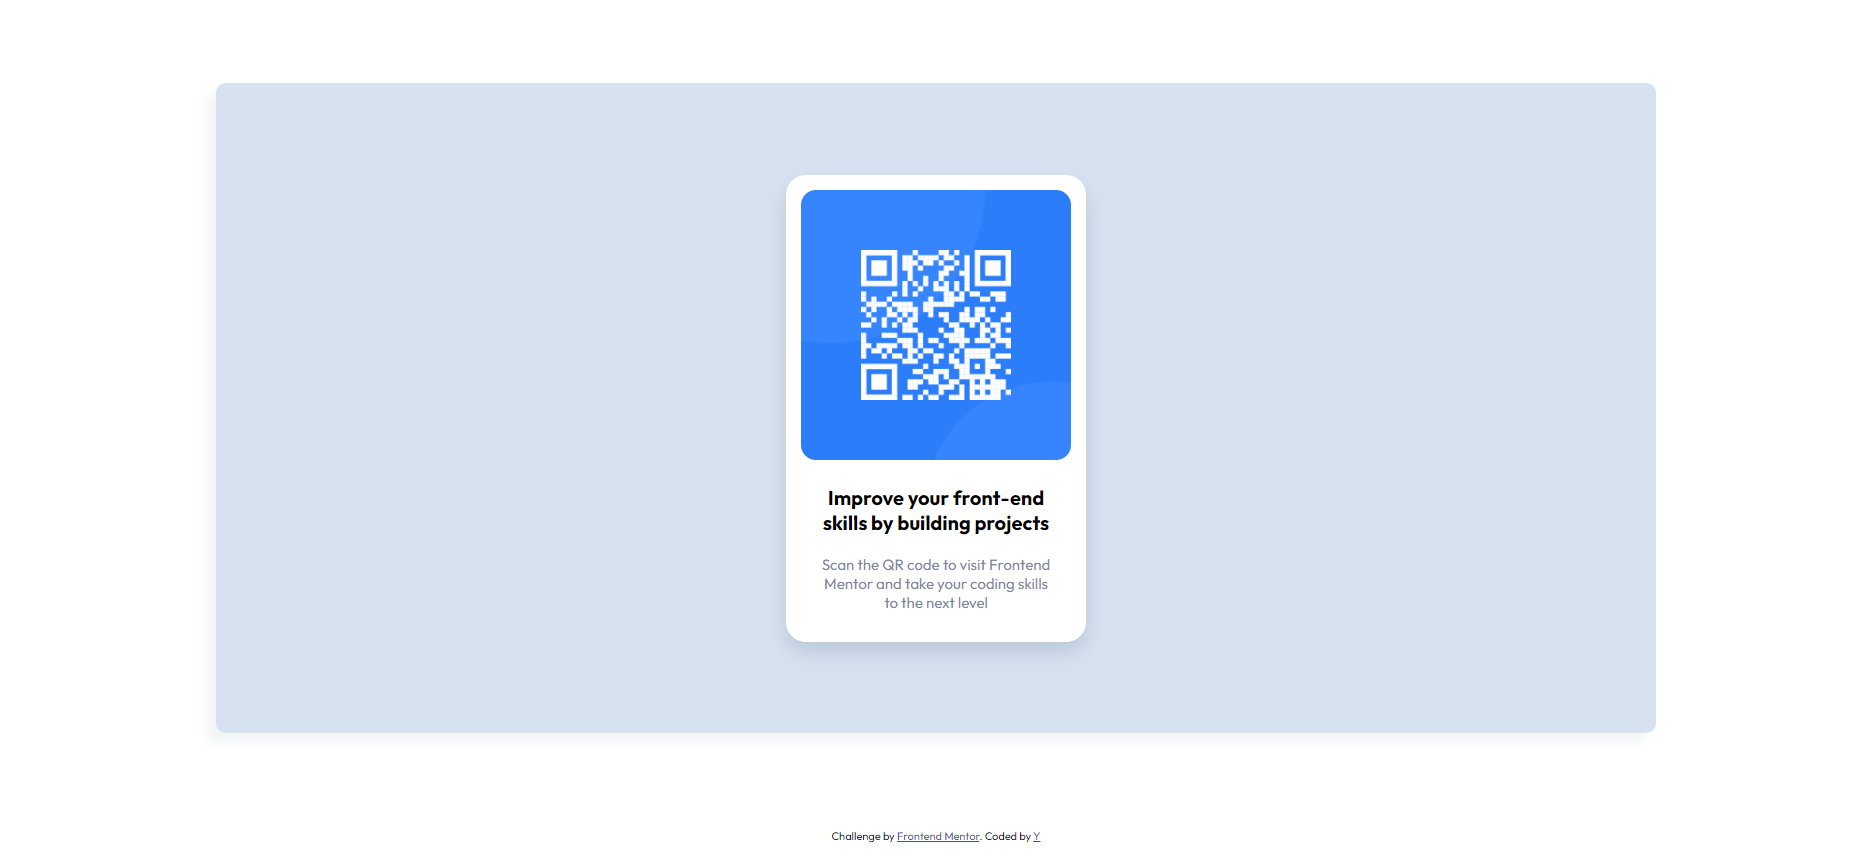 Improve your front-end
skills by building projects
Scan the QR code to visit Frontend
Mentor and take your coding skills
to the next level
Challenge by Frontend Mentor. Coded by Y